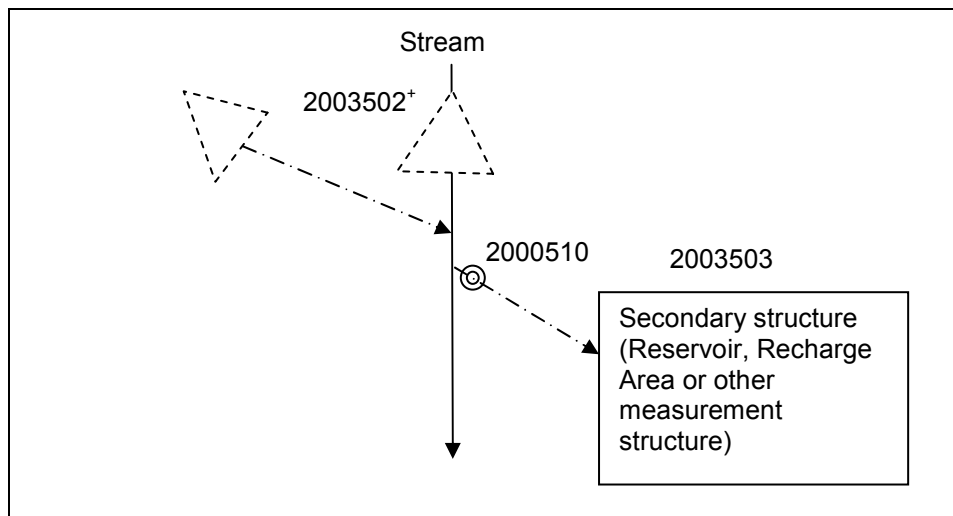 Stream
2003502+
2000510
2003503
Secondary structure
(Reservoir, Recharge
Area or other
measurement
structure)